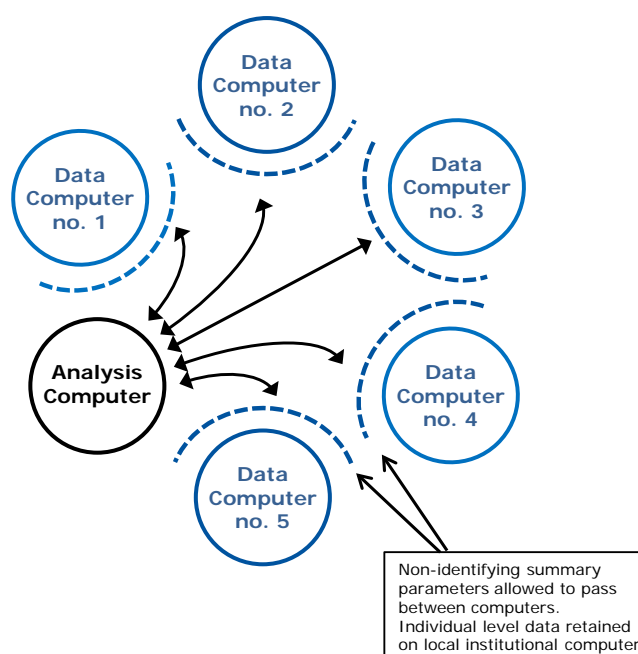 Data
Computer
no. 2
Data
Computer
no. 1
Data
Computer
no. 3
Analysis
Computer
Data
Computer
no. 4
Data
Computer
no. 5
Non-identifying summary
parameters allowed to pass
between computers.
Individual level data retained
on local institutional computer